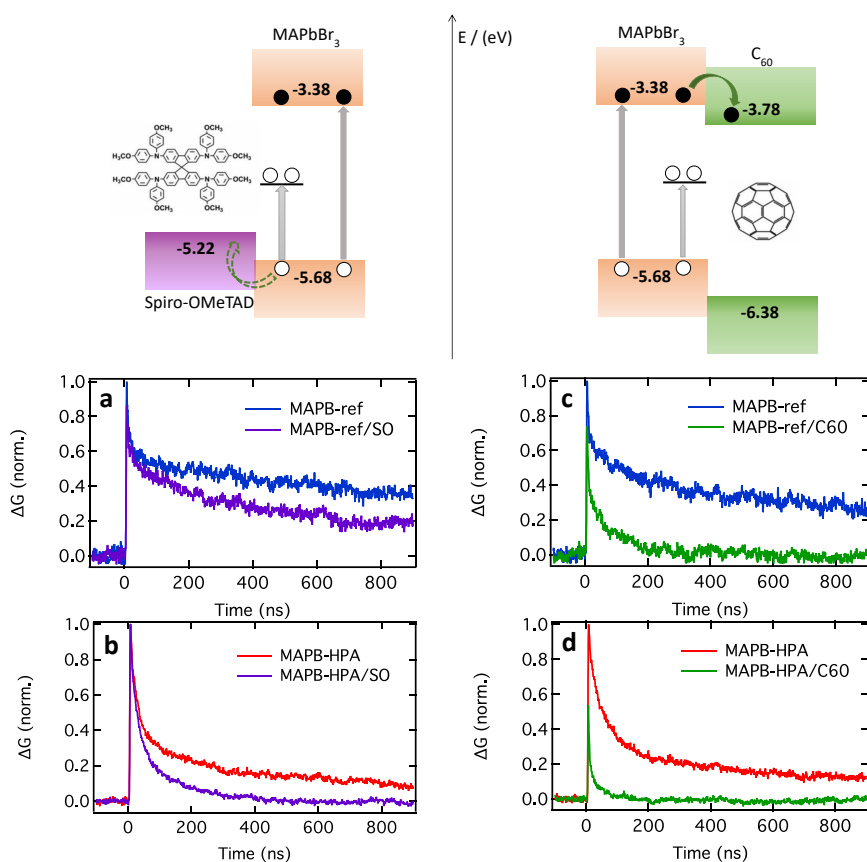 MAPbBr3
-3.38
H3CO
OCH3
OCH3
OCH3
N
N
H3CO
OCH3
H3CO
OCH3
N
N
OCH3
OCH3
-5.22
-5.68
Spiro-OMeTAD
E / (eV)
MAPbBr3
C60
-3.38
-3.78
-5.68
-6.38
a
MAPB-ref
MAPB-ref/SO
ΔG (norm.)
1.0
0.8
0.6
0.4
0.2
0.0
0
200
400
600
800
Time (ns)
c
MAPB-ref
MAPB-ref/C60
ΔG (norm.)
1.0
0.8
0.6
0.4
0.2
0.0
0
200
400
600
800
Time (ns)
b
MAPB-HPA
MAPB-HPA/SO
ΔG (norm.)
1.0
0.8
0.6
0.4
0.2
0.0
0
200
400
600
800
Time (ns)
d
MAPB-HPA
MAPB-HPA/C60
ΔG (norm.)
1.0
0.8
0.6
0.4
0.2
0.0
0
200
400
600
800
Time (ns)